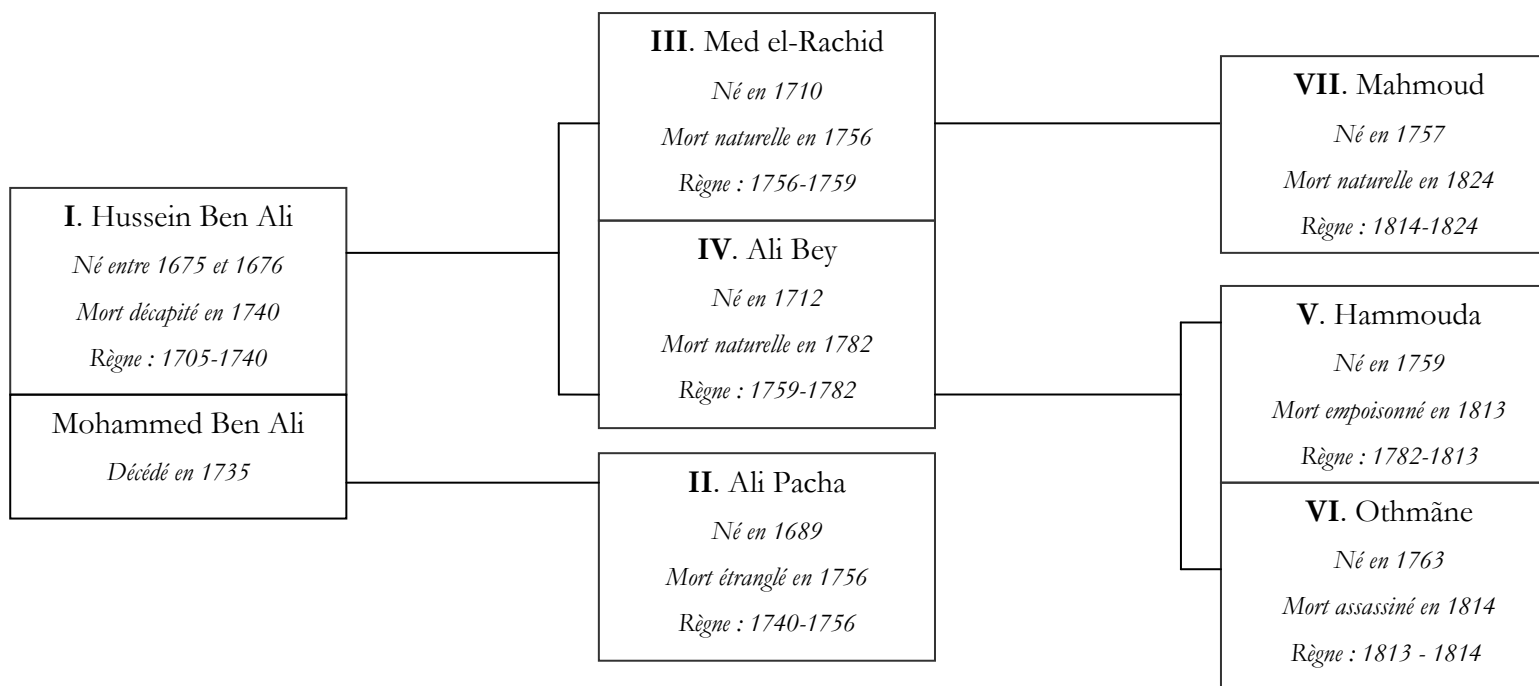 I. Hussein Ben Ali
Né entre 1675 et 1676
Mort décapité en 1740
Règne : 1705-1740
Mohammed Ben Ali
Décédé en 1735
III. Med el-Rachid
Né en 1710
Mort naturelle en 1756
Règne : 1756-1759
IV. Ali Bey
Né en 1712
Mort naturelle en 1782
Règne : 1759-1782
II. Ali Pacha
Né en 1689
Mort étranglé en 1756
Règne : 1740-1756
VII. Mahmoud
Né en 1757
Mort naturelle en 1824
Règne : 1814-1824
V. Hammouda
Né en 1759
Mort empoisonné en 1813
Règne : 1782-1813
VI. Othmãne
Né en 1763
Mort assassiné en 1814
Règne : 1813 - 1814